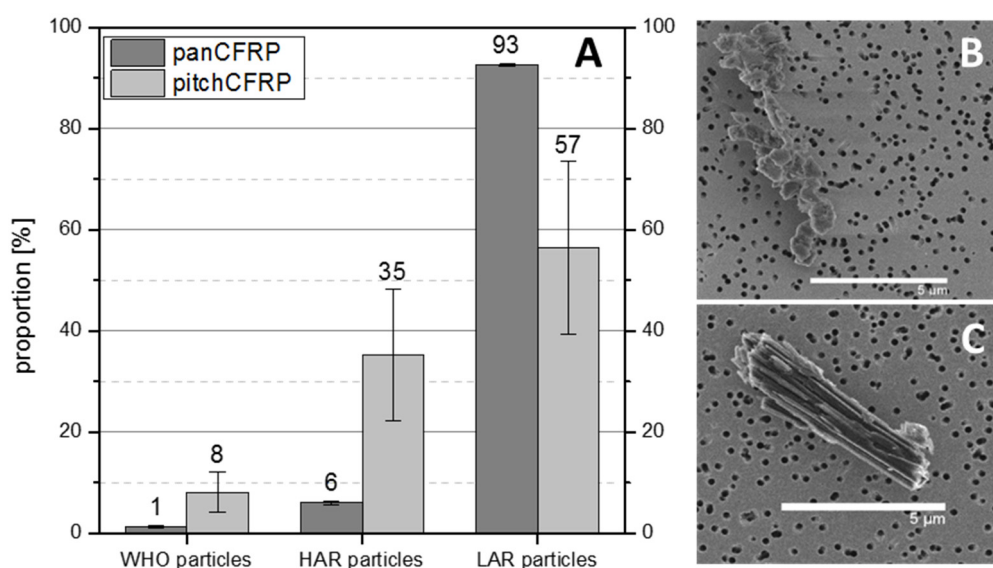 100
80
60
40
20
0
proportion [%]
panCFRP
pitchCFRP
A
1
8
6
35
93
57
100
80
60
40
20
0
WHO particles HAR particles LAR particles
B
5 µm
C
5 µm